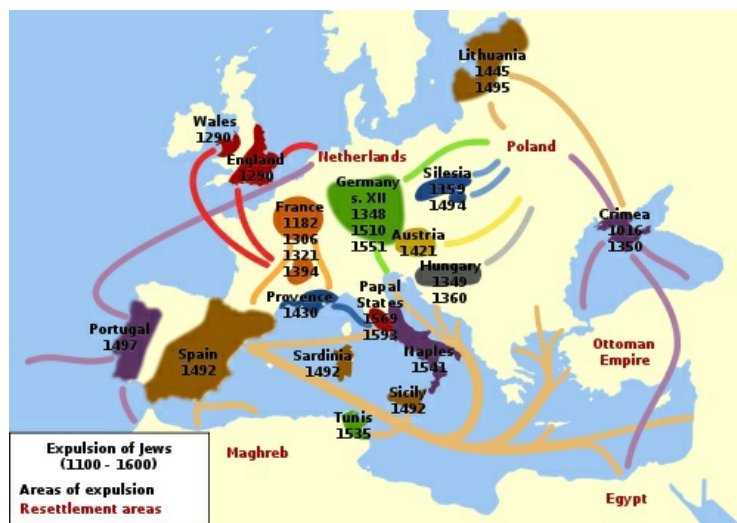 Lithuania
1445
1495
Wales
1290
England
1290
Netherlands
Poland
Germany
s. XII
1348
1510
1551
Silesia
1359
1494
France
1182
1306
1321
1394
Austria
1421
Crimea
1016
1350
Hungary
1349
1360
Provence
1430
Papal
States
1569
1593
Portugal
1497
Spain
1492
Sardinia
1492
Naples
1541
Ottoman
Empire
Sicily
1492
Tunis
1535
Maghreb
Egypt
Expulsion of Jews
(1100 - 1600)
Areas of expulsion
Resettlement areas